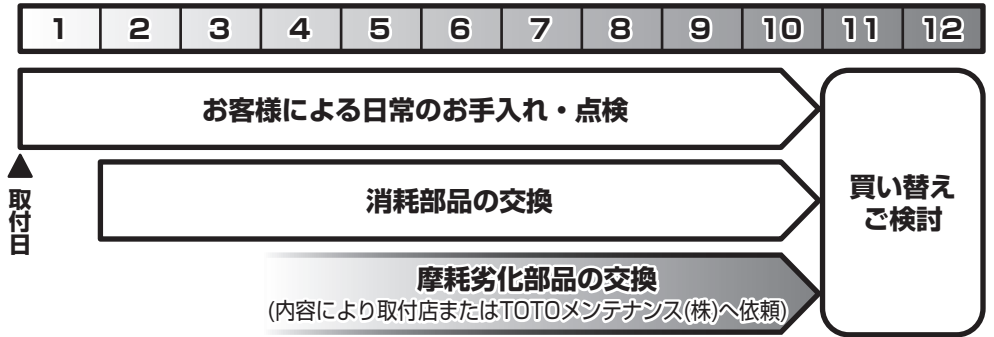 1 2 3 4 5 6 7 8 9 10 11 12
お客様による日常のお手入れ・点検
取付日
消耗部品の交換
摩耗劣化部品の交換
(内容により取付店またはTOTOメンテナンス(株)へ依頼)
買い替え
ご検討